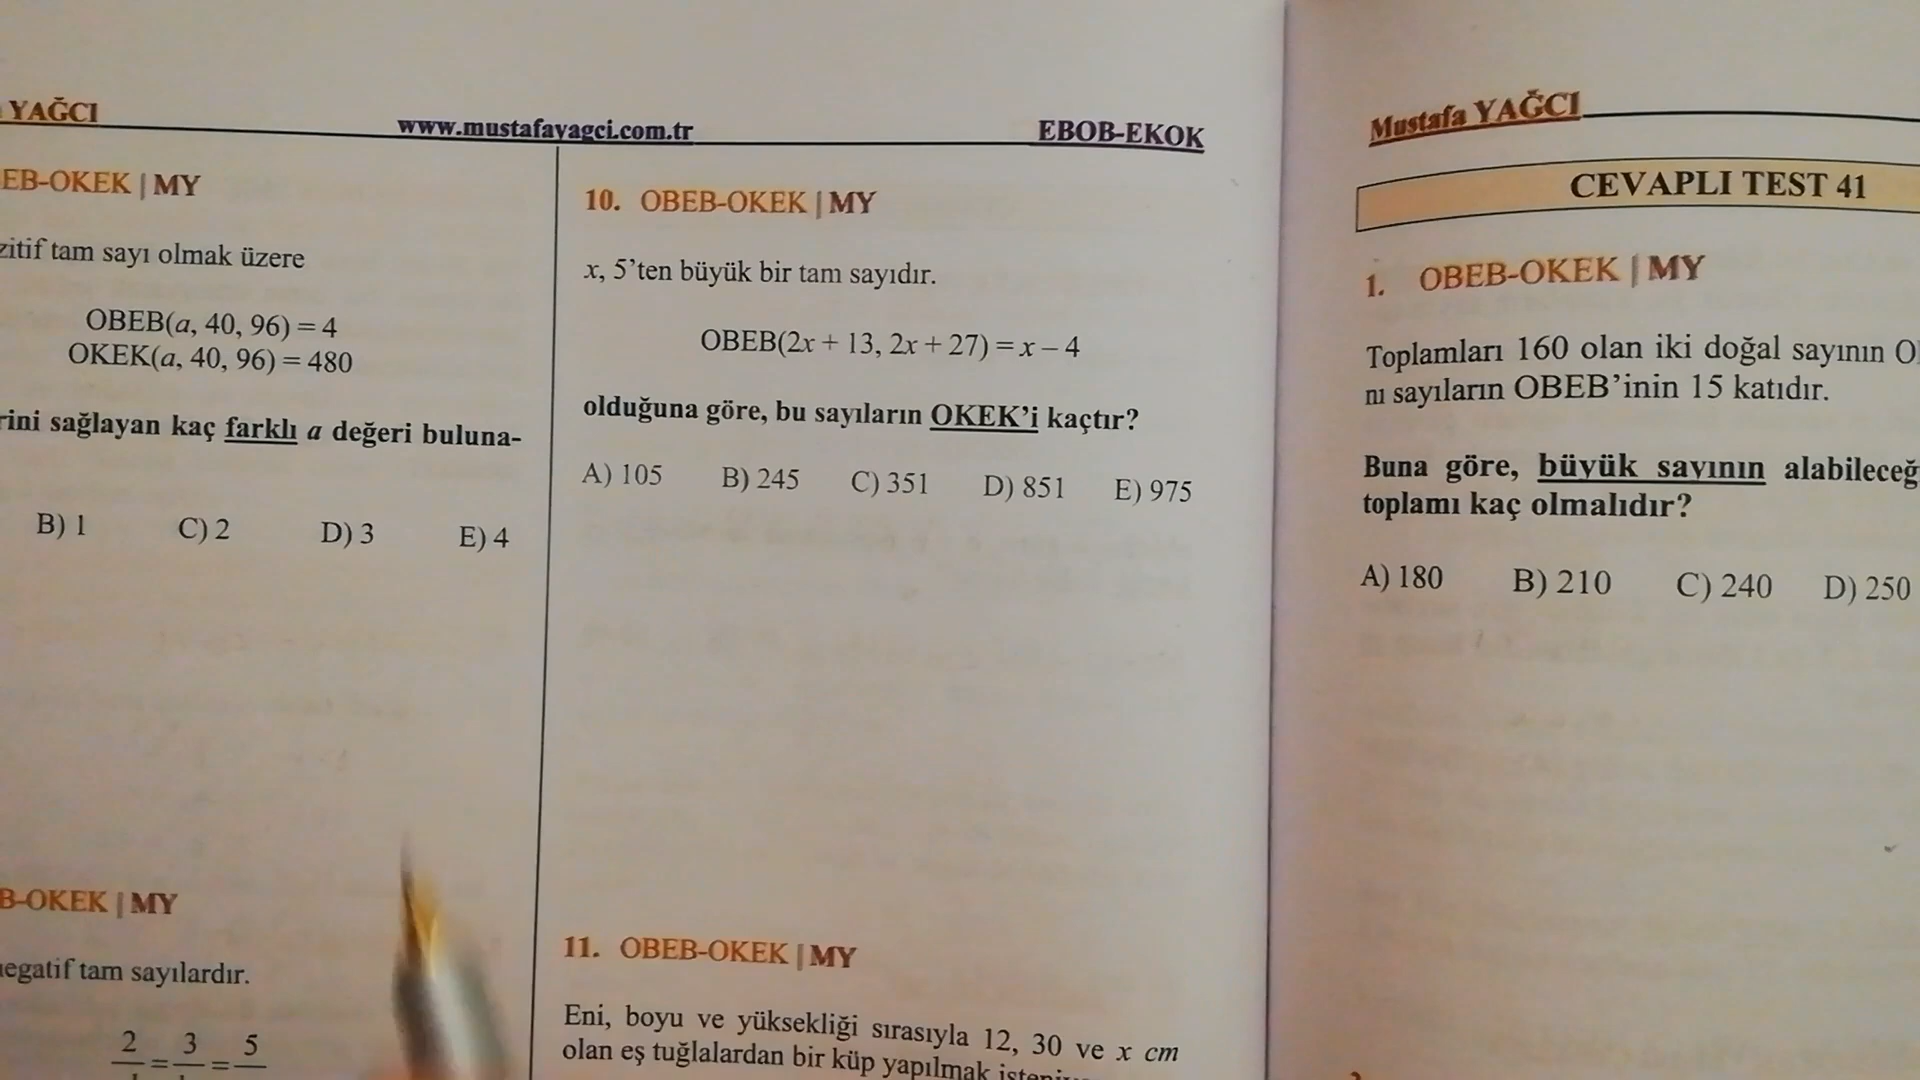 YAĞCI
www.mustafayagci.com.tr
EBOB-EKOK
EB-OKEK | MY
zitif tam sayı olmak üzere
OBEB(a, 40, 96) = 4
OKEK(a, 40, 96) = 480
rini sağlayan kaç farklı a değeri buluna-
B) 1 C) 2 D) 3 E) 4
B-OKEK | MY
negatif tam sayılardır.
2 = 3 = 5
10. OBEB-OKEK | MY
x, 5’ten büyük bir tam sayıdır.
OBEB(2x + 13, 2x + 27) = x – 4
olduğuna göre, bu sayıların OKEK’i kaçtır?
A) 105 B) 245 C) 351 D) 851 E) 975
11. OBEB-OKEK | MY
Eni, boyu ve yüksekliği sırasıyla 12, 30 ve x cm
olan eş tuğlalardan bir küp yapılmak
Mustafa YAĞCI
CEVAPLI TEST 41
1. OBEB-OKEK | MY
Toplamları 160 olan iki doğal sayının O
nı sayıların OBEB’inin 15 katıdır.
Buna göre, büyük sayının alabileceğ
toplamı kaç olmalıdır?
A) 180 B) 210 C) 240 D) 250